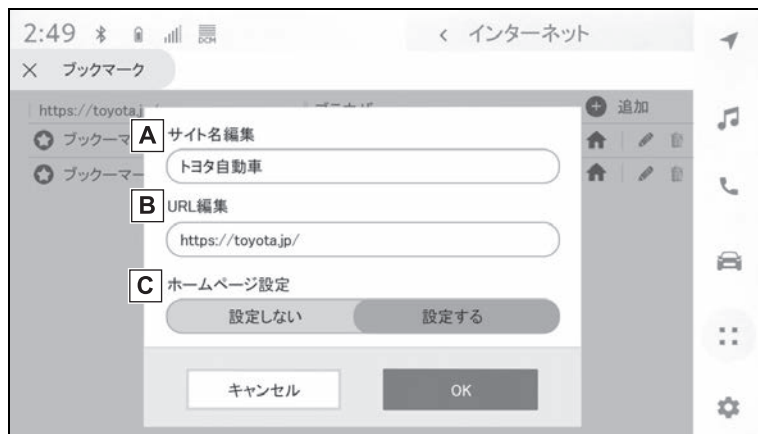 2:49 DCM < インターネット
× ブックマーク
https://toyota.j
追加
A サイト名編集
ブックーマ
トヨタ自動車
ブックーマー
B URL編集
https://toyota.jp/
C ホームページ設定
設定しない 設定する
キャンセル OK